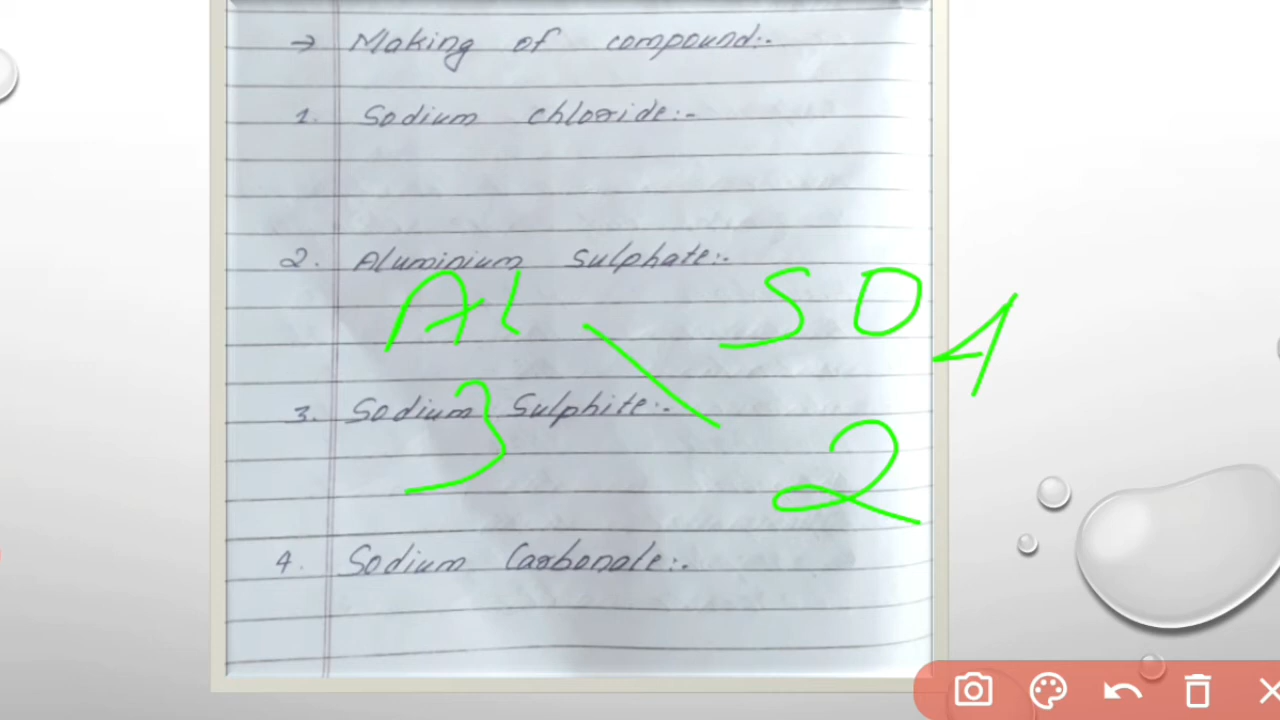 → Making of compound:-
1. Sodium chloride:-
2. Aluminium Sulphate:-
Al SO4
3. Sodium Sulphite:-
3 2
4. Sodium Carbonate:-